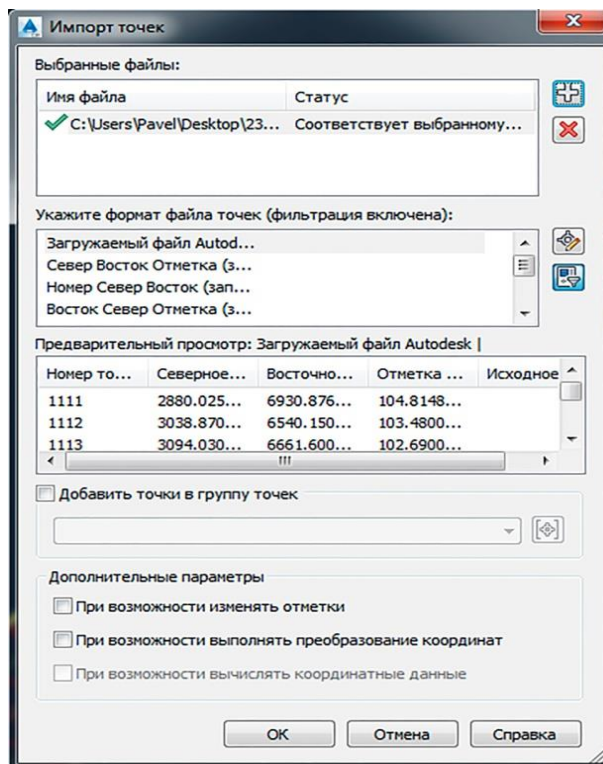 Импорт точек
Выбранные файлы:
Имя файла Статус
C:\Users\Pavel\Desktop\23... Соответствует выбранному...
Укажите формат файла точек (фильтрация включена):
Загружаемый файл Autod...
Север Восток Отметка (з...
Номер Север Восток (зап...
Восток Север Отметка (з...
Предварительный просмотр: Загружаемый файл Autodesk |
Номер то... Северное... Восточно... Отметка ... Исходное
1111 2880.025... 6930.876... 104.8148...
1112 3038.870... 6540.150... 103.4800...
1113 3094.030... 6661.600... 102.6900...
Добавить точки в группу точек
Дополнительные параметры
При возможности изменять отметки
При возможности выполнять преобразование координат
При возможности вычислять координатные данные
ОК Отмена Справка